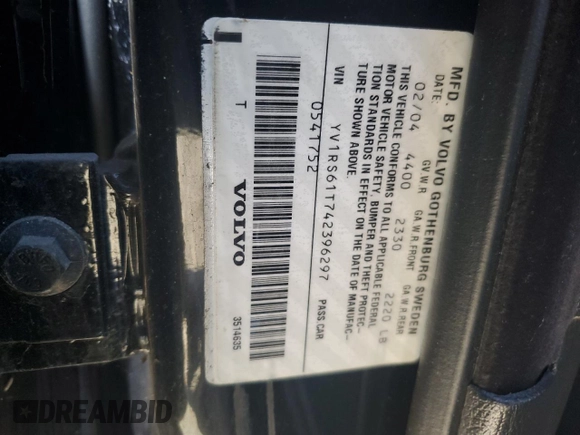 MFD. BY VOLVO GOTHENBURG SWEDEN
DATE: GV.W.R GA.W.R.FRONT GA.W.R.REAR
02/04 4400 2330 2220 LB
THIS VEHICLE CONFORMS TO ALL APPLICABLE FEDERAL
MOTOR VEHICLE SAFETY, BUMPER AND THEFT PROTEC-
TION STANDARDS IN EFFECT ON THE DATE OF MANUFAC-
TURE SHOWN ABOVE.
VIN YV1RS61T742396297 PASS CAR
0541752
T VOLVO 3514635
DREAMBID